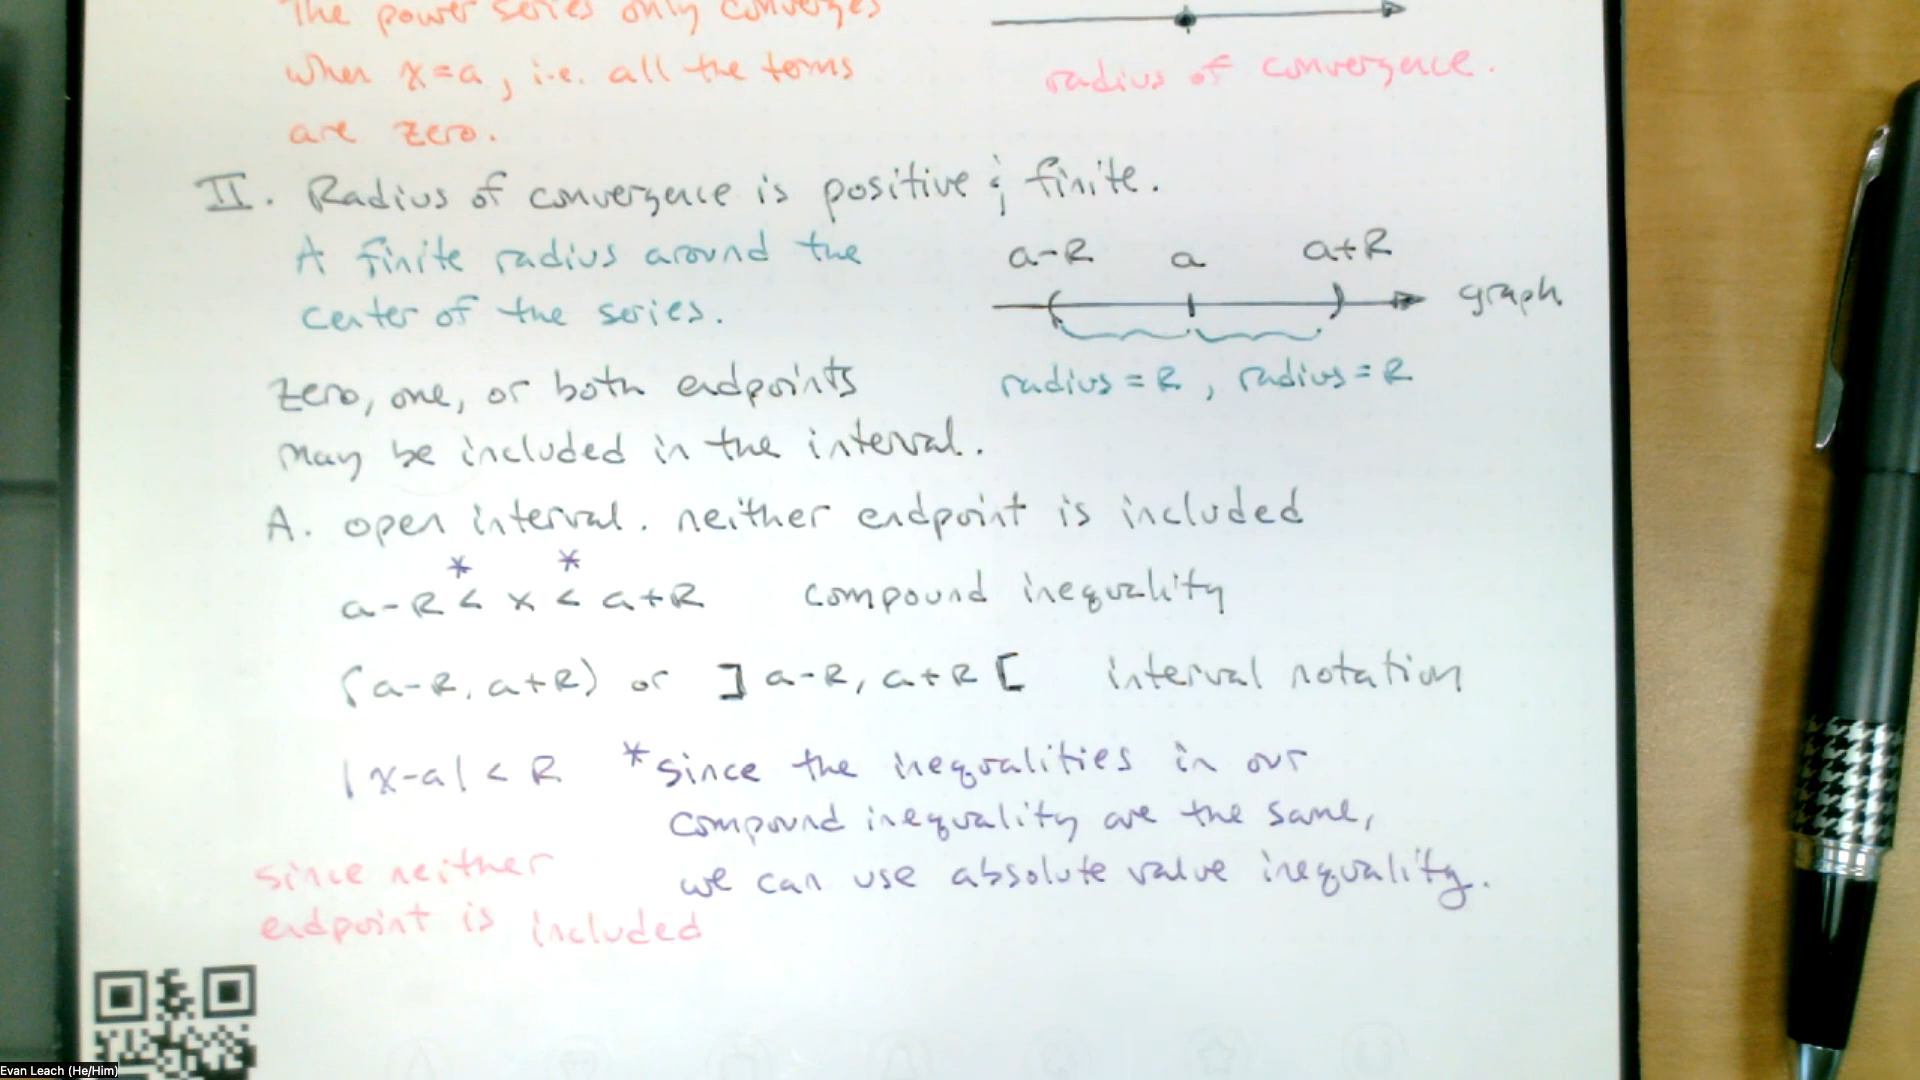 The power series only converges
when x=a, i.e. all the terms
are zero.
radius of convergence.
II. Radius of convergence is positive & finite.
A finite radius around the
center of the series.
a-R a a+R
graph
radius = R, radius = R
zero, one, or both endpoints
may be included in the interval.
A. open interval. neither endpoint is included
* *
a-R < x < a+R compound inequality
(a-R, a+R) or ]a-R, a+R[ interval notation
|x-a| < R *since the inequalities in our
compound inequality are the same,
we can use absolute value inequality.
since neither
endpoint is included
Evan Leach (He/Him)